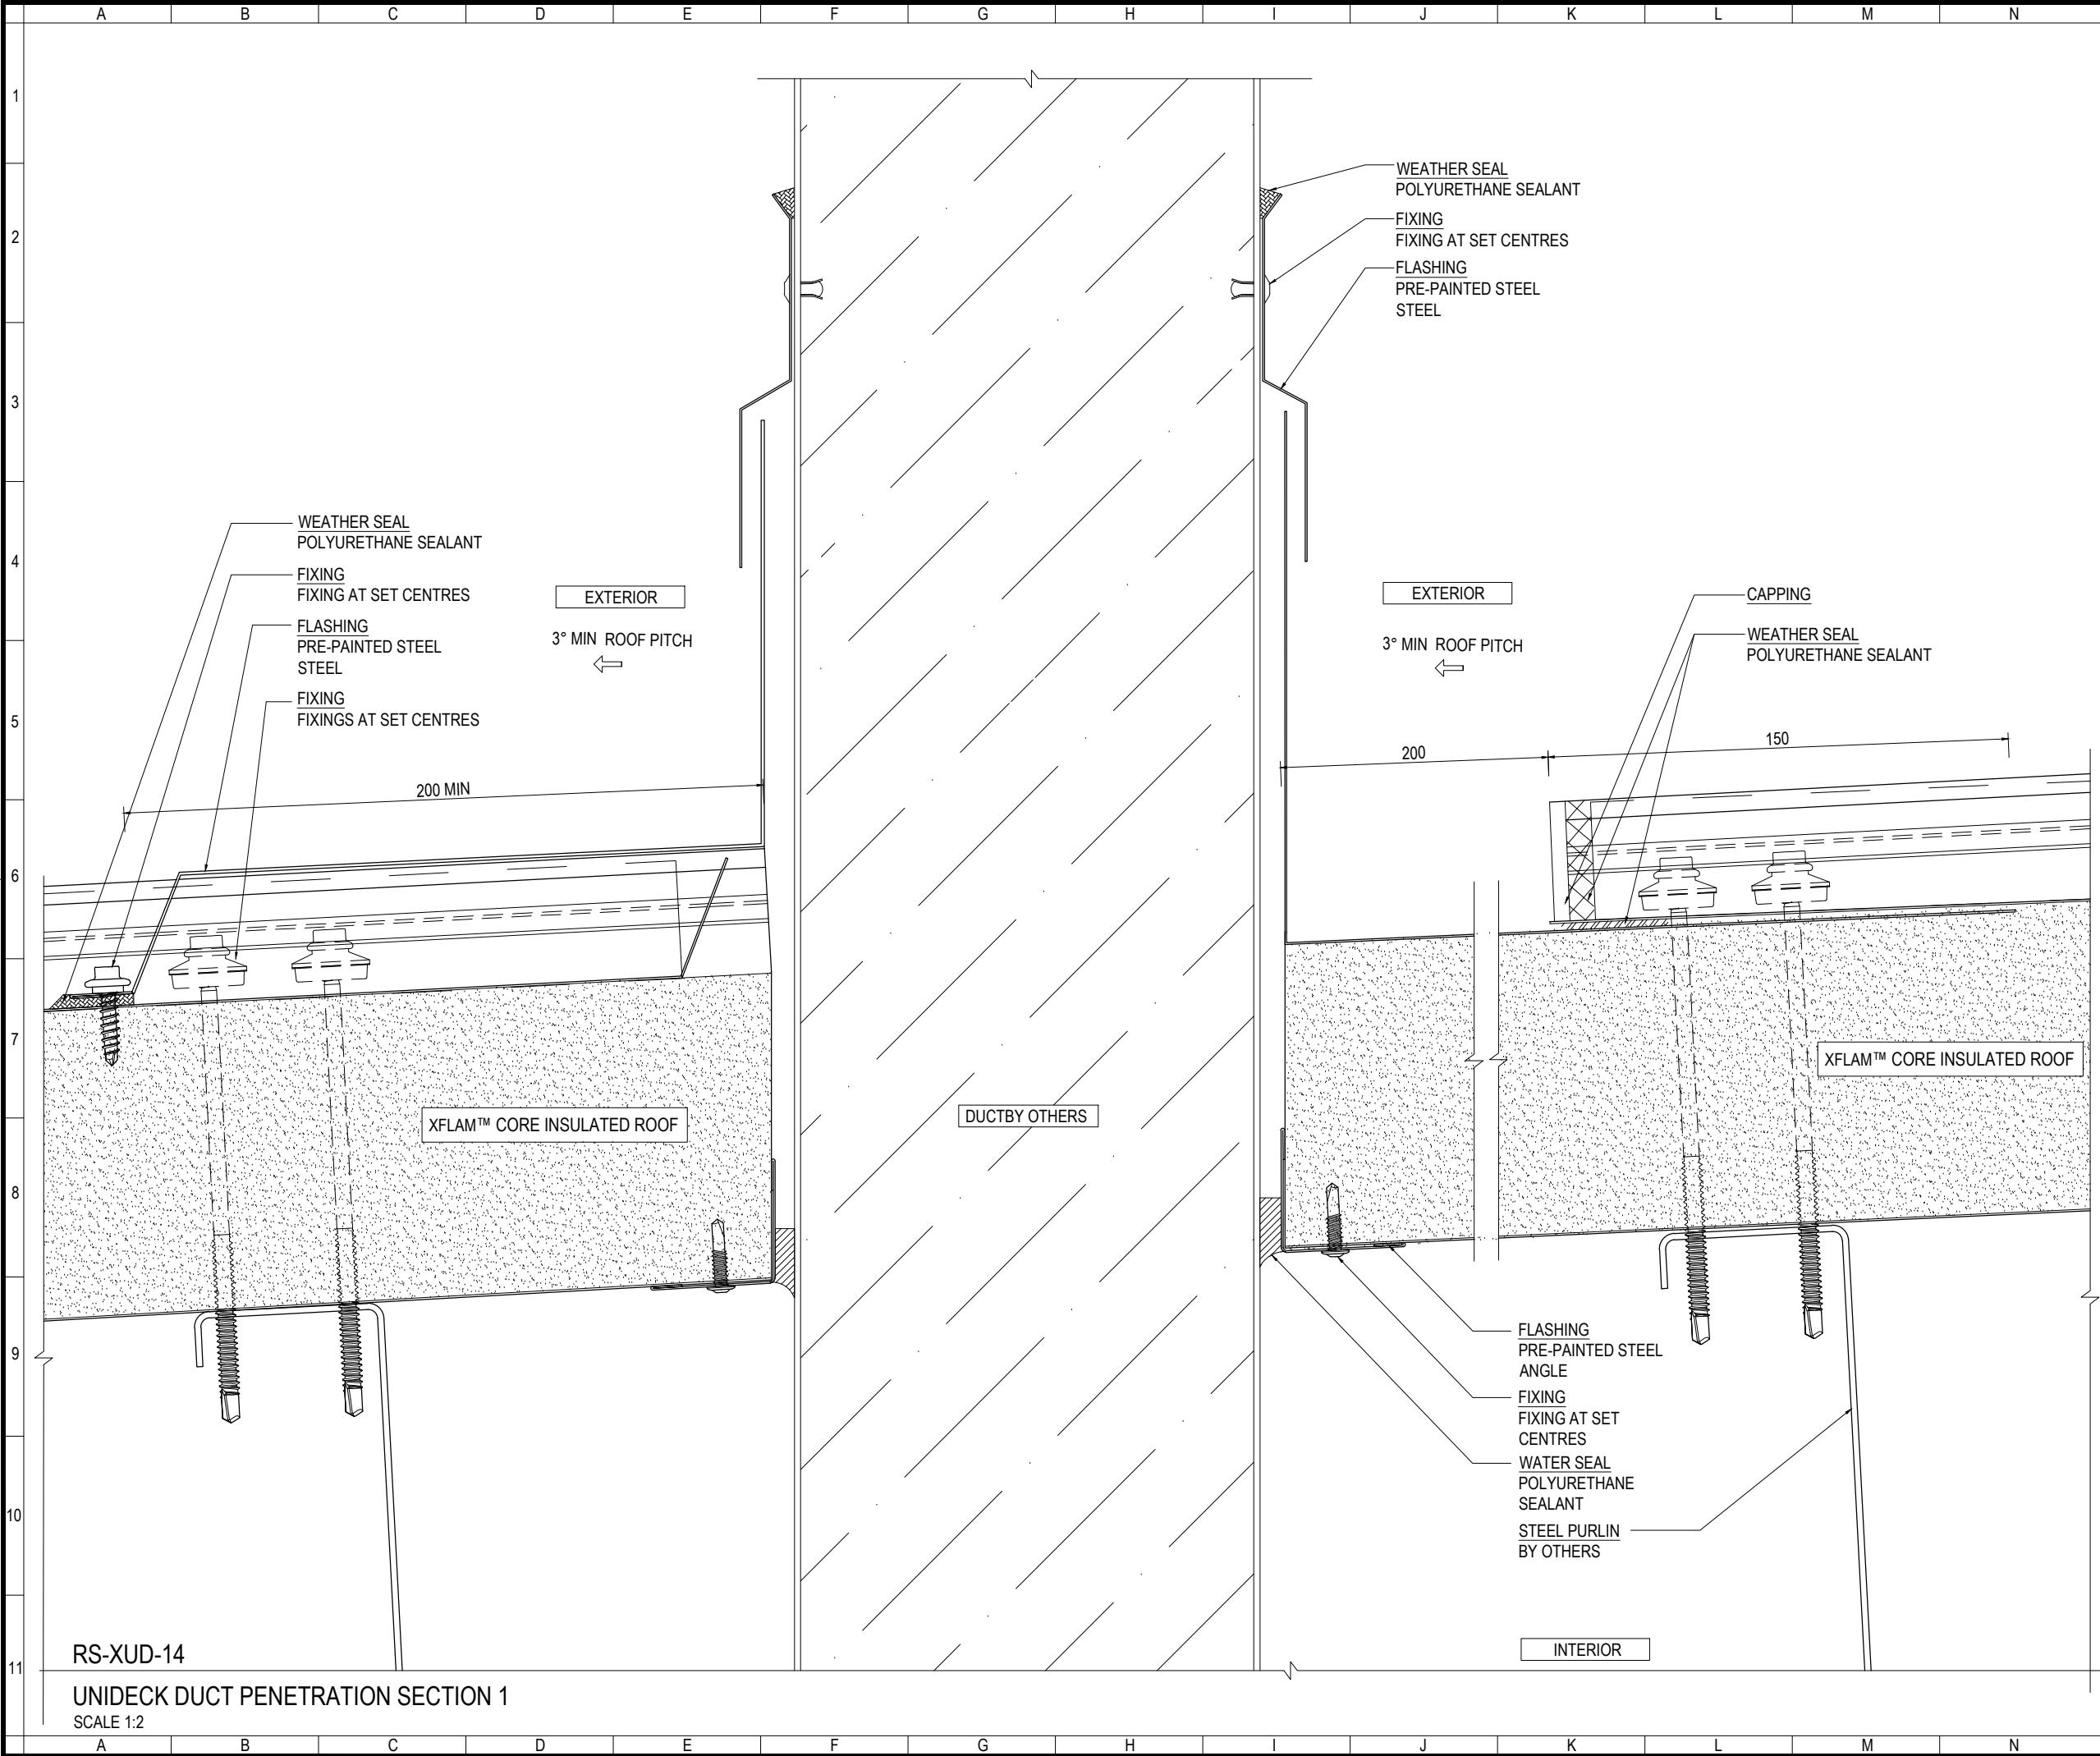 A B C D E F G H I J K L M N
1
2
3
4
5
6
7
8
9
10
11
WEATHER SEAL
POLYURETHANE SEALANT
FIXING
FIXING AT SET CENTRES
FLASHING
PRE-PAINTED STEEL
STEEL
WEATHER SEAL
POLYURETHANE SEALANT
FIXING
FIXING AT SET CENTRES
FLASHING
PRE-PAINTED STEEL
STEEL
FIXING
FIXINGS AT SET CENTRES
EXTERIOR
3° MIN ROOF PITCH
EXTERIOR
3° MIN ROOF PITCH
CAPPING
WEATHER SEAL
POLYURETHANE SEALANT
200 MIN
200
150
XFLAM™ CORE INSULATED ROOF
DUCTBY OTHERS
XFLAM™ CORE INSULATED ROOF
FLASHING
PRE-PAINTED STEEL
ANGLE
FIXING
FIXING AT SET
CENTRES
WATER SEAL
POLYURETHANE
SEALANT
STEEL PURLIN
BY OTHERS
INTERIOR
RS-XUD-14
UNIDECK DUCT PENETRATION SECTION 1
SCALE 1:2
A B C D E F G H I J K L M N